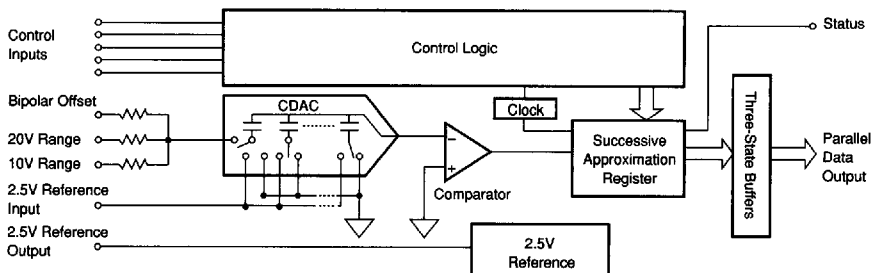 Control
Inputs
Control Logic
Status
Bipolar Offset
20V Range
10V Range
2.5V Reference
Input
2.5V Reference
Output
CDAC
Clock
−
+
Comparator
Successive
Approximation
Register
Three-State Buffers
Parallel
Data
Output
2.5V
Reference